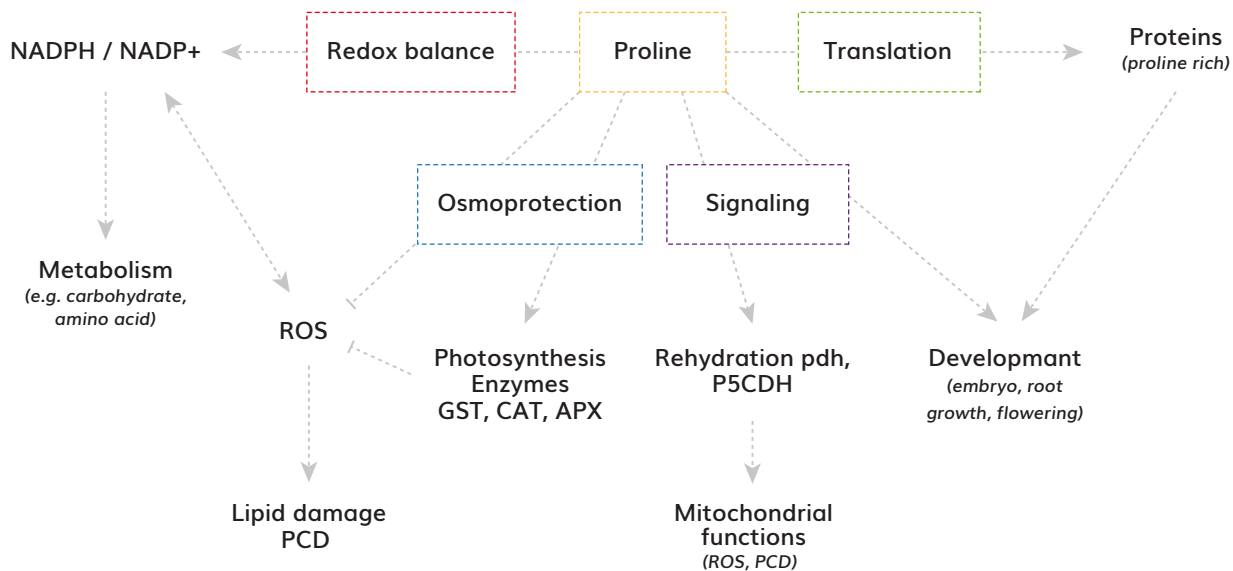 NADPH / NADP+
Redox balance
Proline
Translation
Proteins
(proline rich)
Osmoprotection
Signaling
Metabolism
(e.g. carbohydrate,
amino acid)
ROS
Photosynthesis
Enzymes
GST, CAT, APX
Rehydration pdh,
P5CDH
Developmant
(embryo, root
growth, flowering)
Lipid damage
PCD
Mitochondrial
functions
(ROS, PCD)